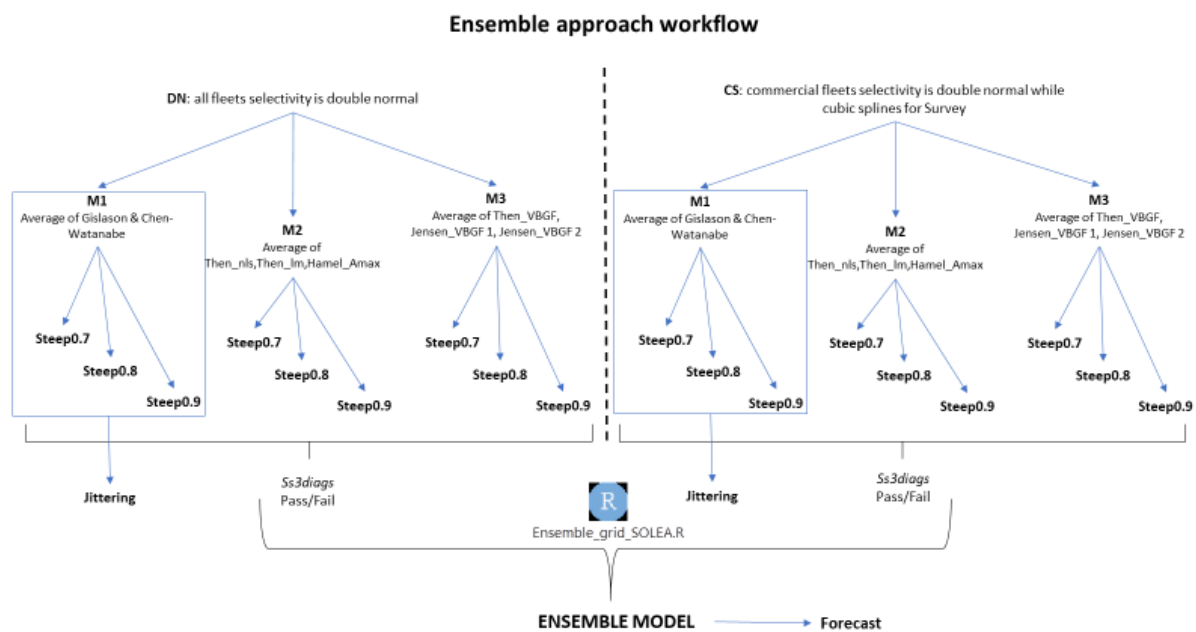 Ensemble approach workflow
DN: all fleets selectivity is double normal
M1
Average of Gislason & Chen-
Watanabe
Steep0.7
Steep0.8
Steep0.9
M2
Average of
Then_nls,Then_lm,Hamel_Amax
Steep0.7
Steep0.8
Steep0.9
M3
Average of Then_VBGF,
Jensen_VBGF 1, Jensen_VBGF 2
Steep0.7
Steep0.8
Steep0.9
Jittering
Ss3diags
Pass/Fail
CS: commercial fleets selectivity is double normal while
cubic splines for Survey
M1
Average of Gislason & Chen-
Watanabe
Steep0.7
Steep0.8
Steep0.9
M2
Average of
Then_nls,Then_lm,Hamel_Amax
Steep0.7
Steep0.8
Steep0.9
M3
Average of Then_VBGF,
Jensen_VBGF 1, Jensen_VBGF 2
Steep0.7
Steep0.8
Steep0.9
Jittering
Ss3diags
Pass/Fail
R
Ensemble_grid_SOLEA.R
ENSEMBLE MODEL
Forecast